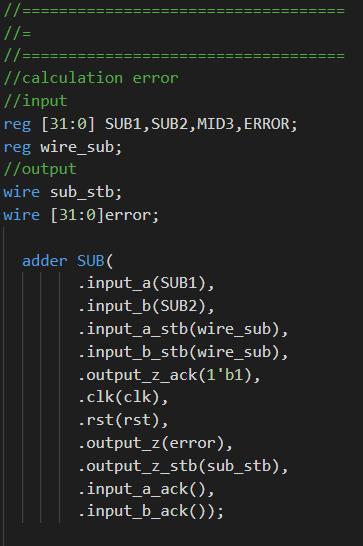 //===================================
//=
//===================================
//calculation error
//input
reg [31:0] SUB1,SUB2,MID3,ERROR;
reg wire_sub;
//output
wire sub_stb;
wire [31:0]error;
adder SUB(
.input_a(SUB1),
.input_b(SUB2),
.input_a_stb(wire_sub),
.input_b_stb(wire_sub),
.output_z_ack(1'b1),
.clk(clk),
.rst(rst),
.output_z(error),
.output_z_stb(sub_stb),
.input_a_ack(),
.input_b_ack());